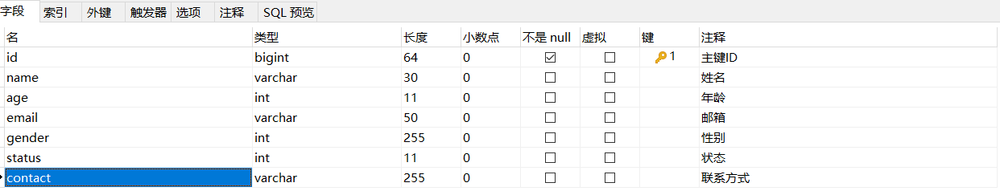 字段 索引 外键 触发器 选项 注释 SQL 预览
名 类型 长度 小数点 不是 null 虚拟 键 注释
id bigint 64 0 1 主键ID
name varchar 30 0 姓名
age int 11 0 年龄
email varchar 50 0 邮箱
gender int 255 0 性别
status int 11 0 状态
contact varchar 255 0 联系方式